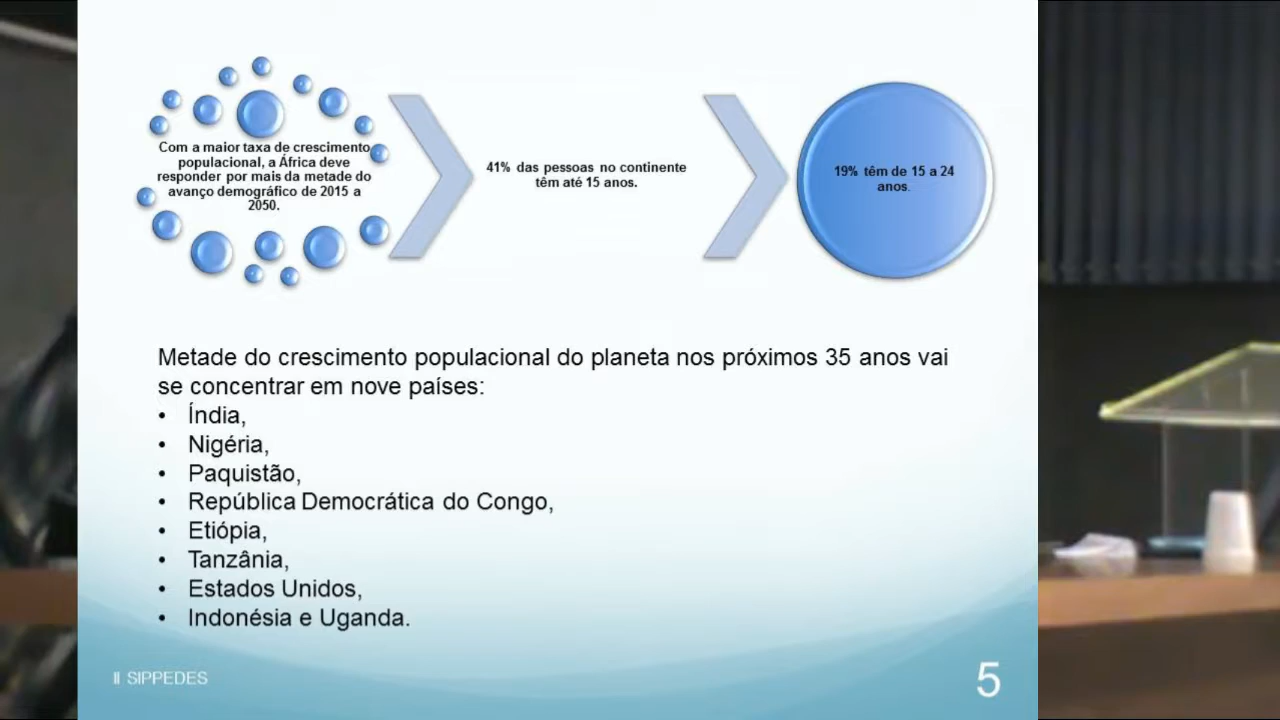 Com a maior taxa de crescimento
populacional, a África deve
responder por mais da metade do
avanço demográfico de 2015 a
2050.
41% das pessoas no continente
têm até 15 anos.
19% têm de 15 a 24
anos.
Metade do crescimento populacional do planeta nos próximos 35 anos vai
se concentrar em nove países:
• Índia,
• Nigéria,
• Paquistão,
• República Democrática do Congo,
• Etiópia,
• Tanzânia,
• Estados Unidos,
• Indonésia e Uganda.
II SIPPEDES
5